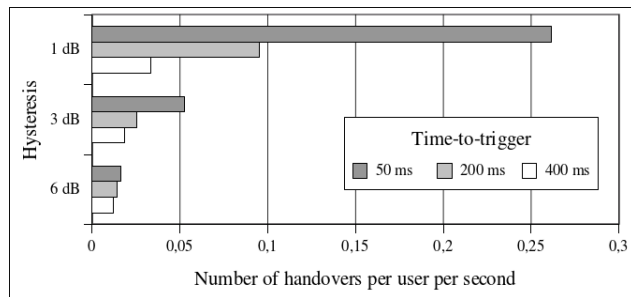 Hysteresis
1 dB
3 dB
6 dB
Time-to-trigger
50 ms 200 ms 400 ms
0 0,05 0,1 0,15 0,2 0,25 0,3
Number of handovers per user per second